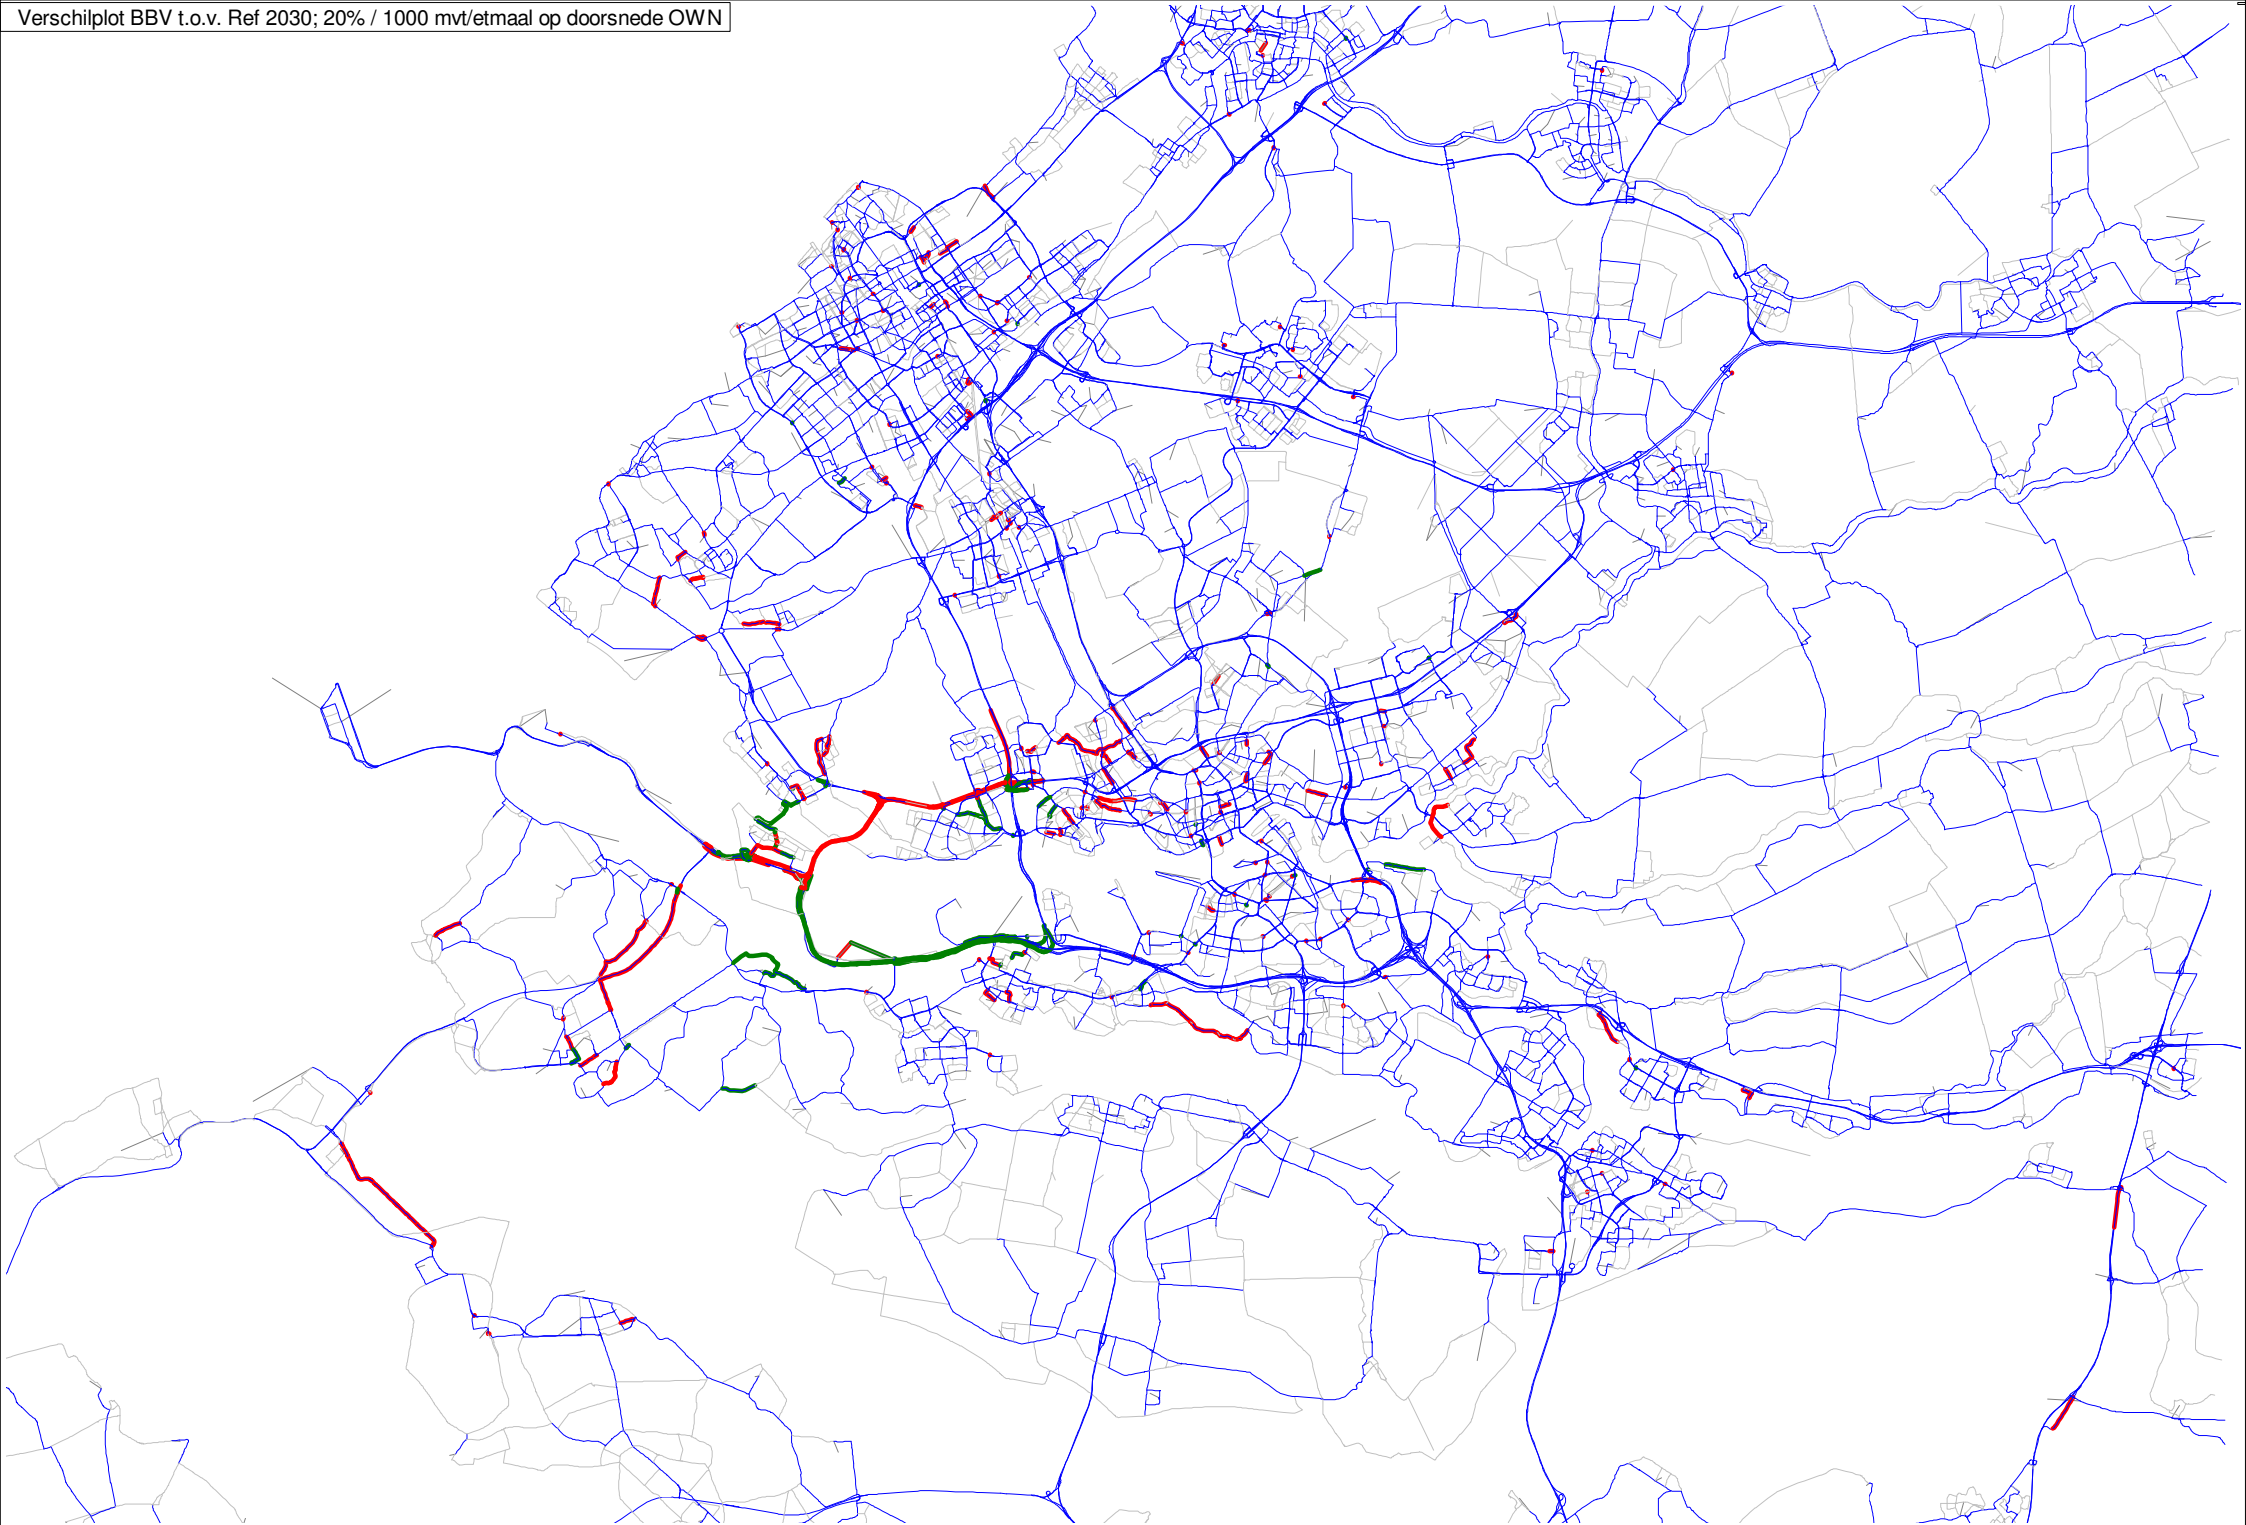 Verschilplot BBV t.o.v. Ref 2030; 20% / 1000 mvt/etmaal op doorsnede OWN